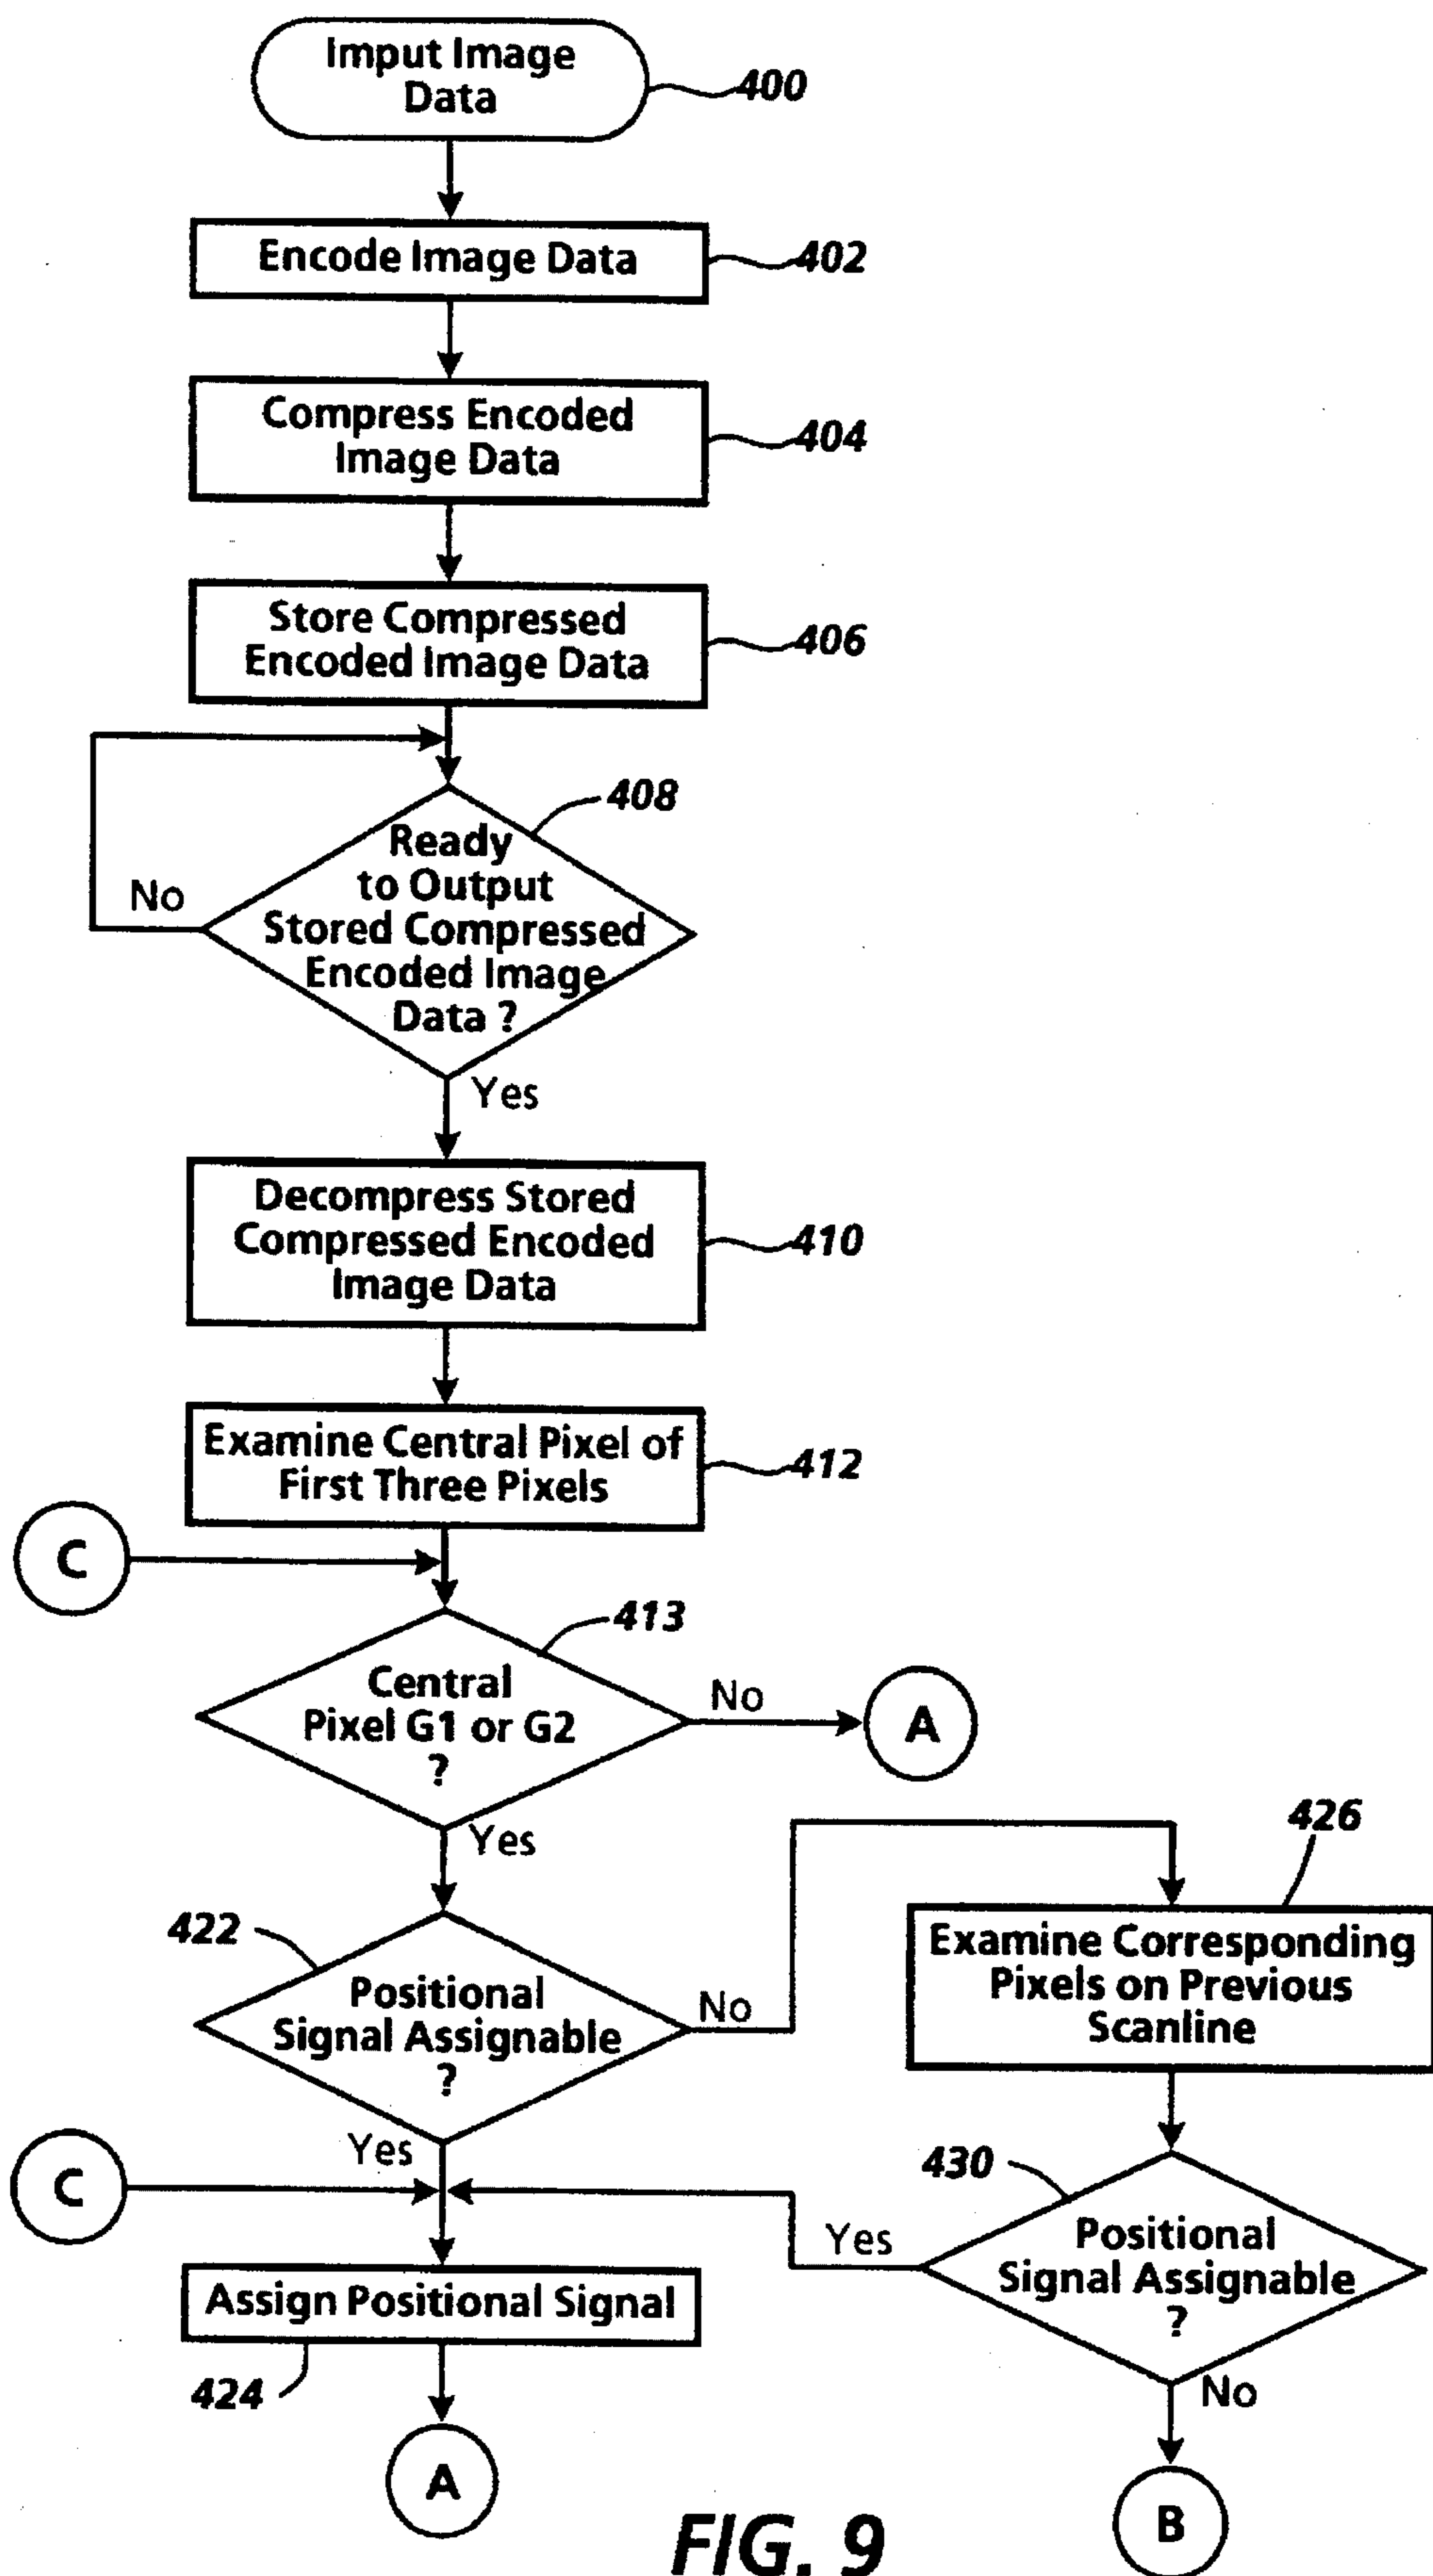 Imput Image
Data
400
Encode Image Data
402
Compress Encoded
Image Data
404
Store Compressed
Encoded Image Data
406
408
Ready
to Output
Stored Compressed
Encoded Image
Data ?
No
Yes
Decompress Stored
Compressed Encoded
Image Data
410
Examine Central Pixel of
First Three Pixels
412
C
413
Central
Pixel G1 or G2
?
No
A
Yes
422
Positional
Signal Assignable
?
No
426
Examine Corresponding
Pixels on Previous
Scanline
Yes
C
430
Positional
Signal Assignable
?
Yes
No
Assign Positional Signal
424
A
B
FIG. 9